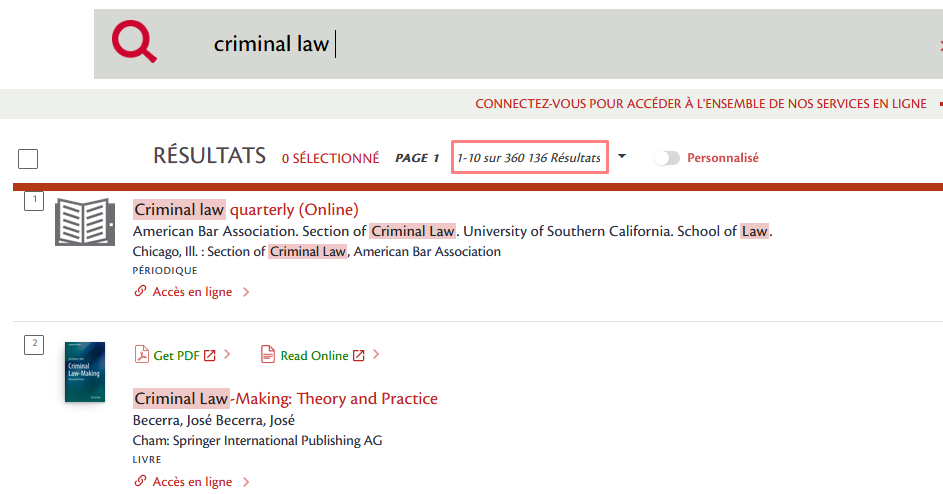 criminal law
CONNECTEZ-VOUS POUR ACCÉDER À L'ENSEMBLE DE NOS SERVICES EN LIGNE
RÉSULTATS 0 SÉLECTIONNÉ PAGE 1 1-10 sur 360 136 Résultats Personnalisé
1
Criminal law quarterly (Online)
American Bar Association. Section of Criminal Law. University of Southern California. School of Law.
Chicago, Ill. : Section of Criminal Law, American Bar Association
PÉRIODIQUE
Accès en ligne
2
Get PDF Read Online
Criminal Law-Making
Criminal Law-Making: Theory and Practice
Becerra, José Becerra, José
Cham: Springer International Publishing AG
LIVRE
Accès en ligne